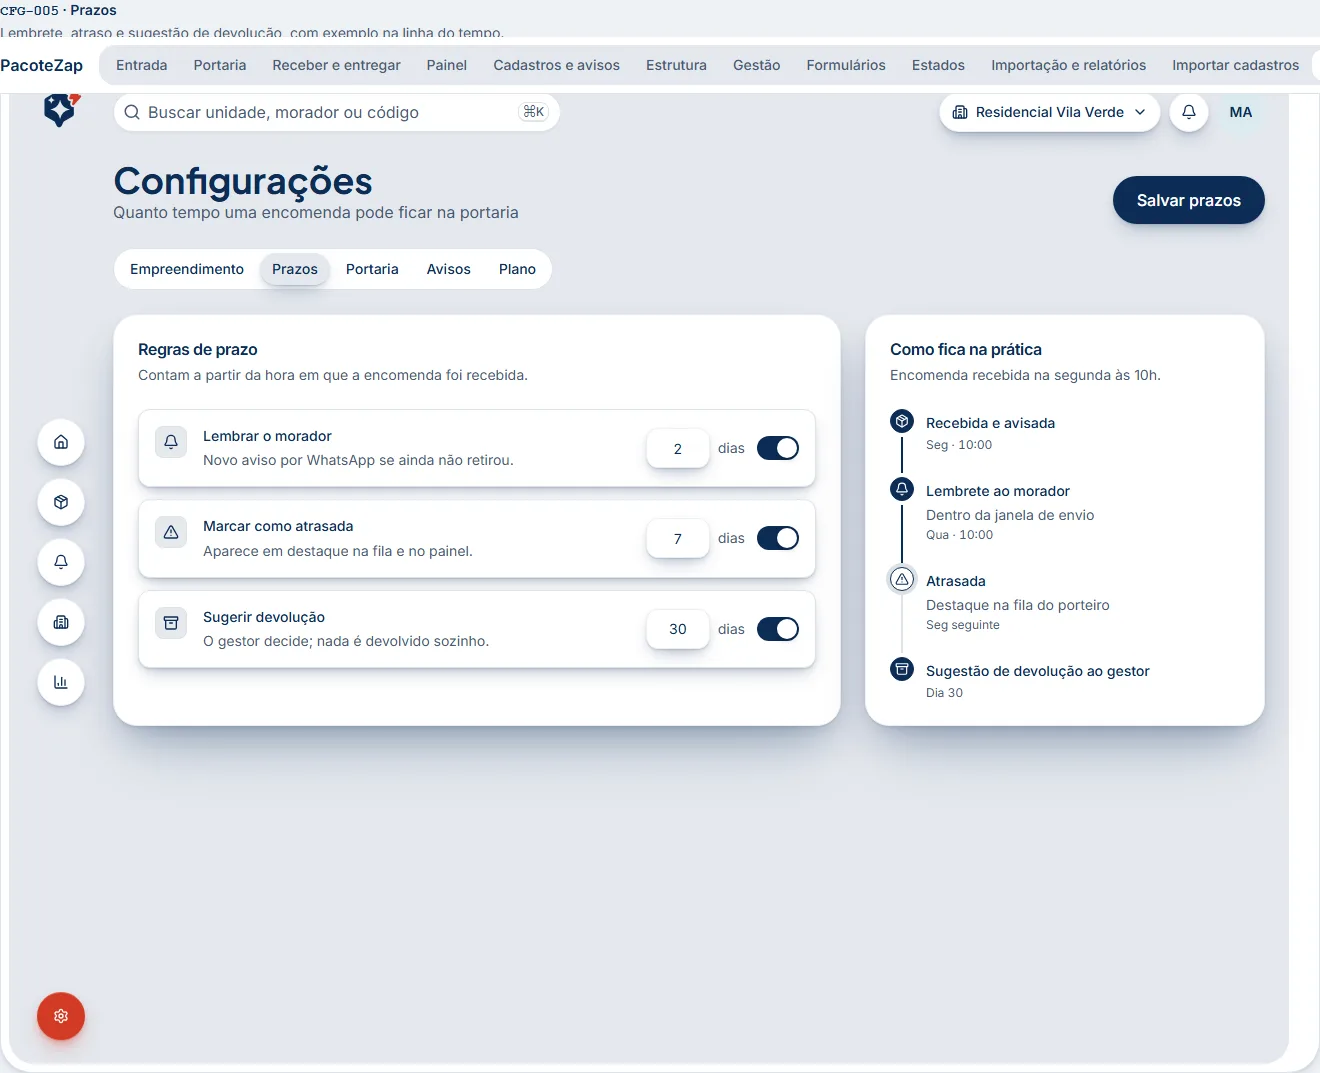 CFG-005 · Prazos
Lembrete, atraso e sugestão de devolução, com exemplo na linha do tempo.
PacoteZap
Entrada
Portaria
Receber e entregar
Painel
Cadastros e avisos
Estrutura
Gestão
Formulários
Estados
Importação e relatórios
Importar cadastros
Buscar unidade, morador ou código
⌘K
Residencial Vila Verde
MA
Configurações
Quanto tempo uma encomenda pode ficar na portaria
Salvar prazos
Empreendimento
Prazos
Portaria
Avisos
Plano
Regras de prazo
Contam a partir da hora em que a encomenda foi recebida.
Lembrar o morador
Novo aviso por WhatsApp se ainda não retirou.
2
dias
Marcar como atrasada
Aparece em destaque na fila e no painel.
7
dias
Sugerir devolução
O gestor decide; nada é devolvido sozinho.
30
dias
Como fica na prática
Encomenda recebida na segunda às 10h.
Recebida e avisada
Seg · 10:00
Lembrete ao morador
Dentro da janela de envio
Qua · 10:00
Atrasada
Destaque na fila do porteiro
Seg seguinte
Sugestão de devolução ao gestor
Dia 30